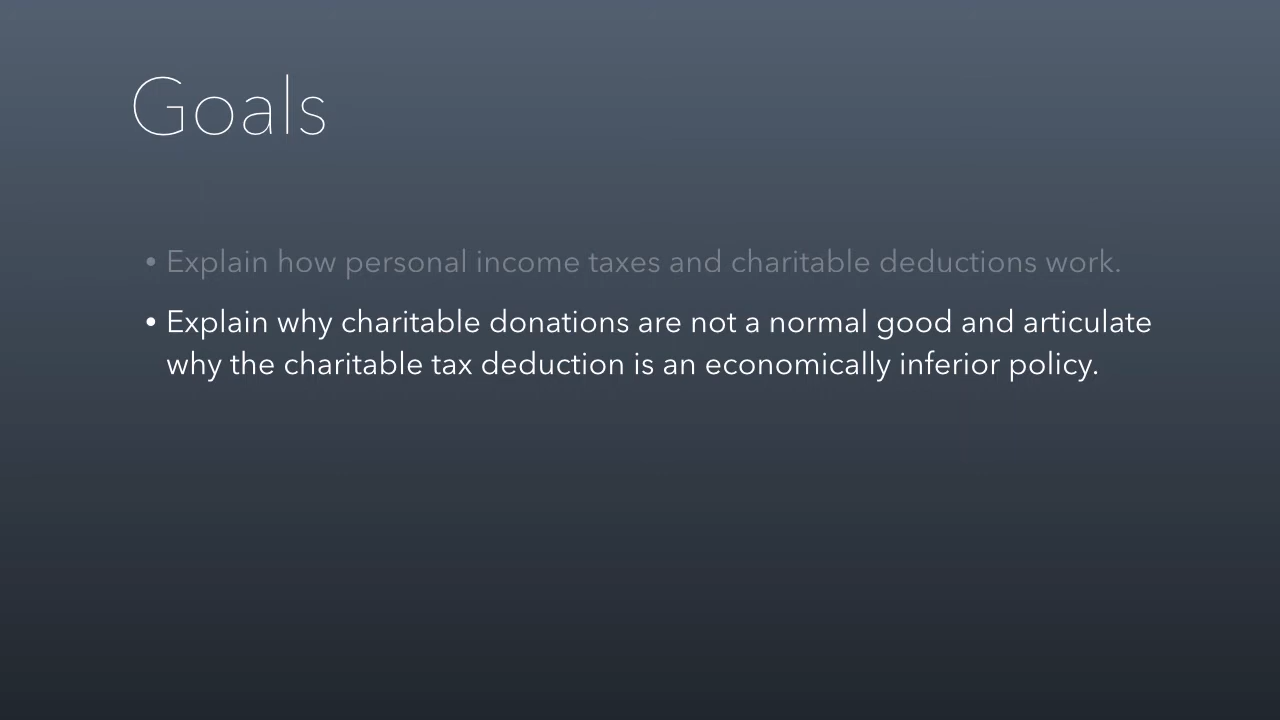 Goals
• Explain how personal income taxes and charitable deductions work.
• Explain why charitable donations are not a normal good and articulate
why the charitable tax deduction is an economically inferior policy.